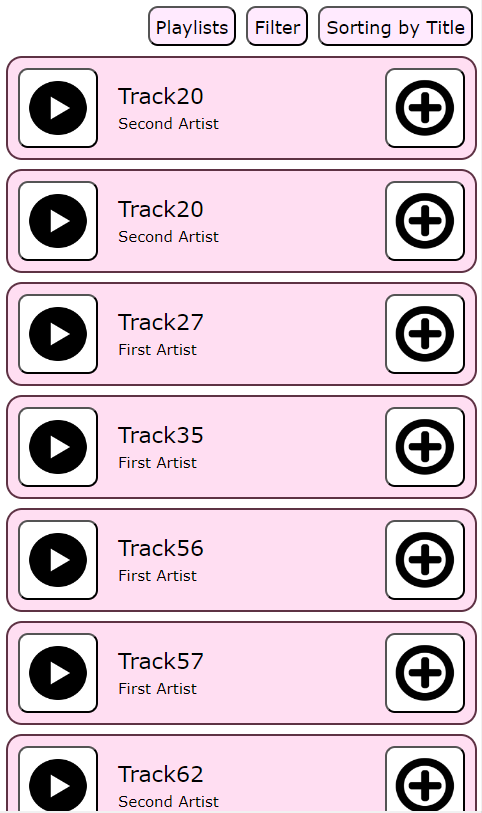 Playlists Filter Sorting by Title
Track20
Second Artist
Track20
Second Artist
Track27
First Artist
Track35
First Artist
Track56
First Artist
Track57
First Artist
Track62
Second Artist